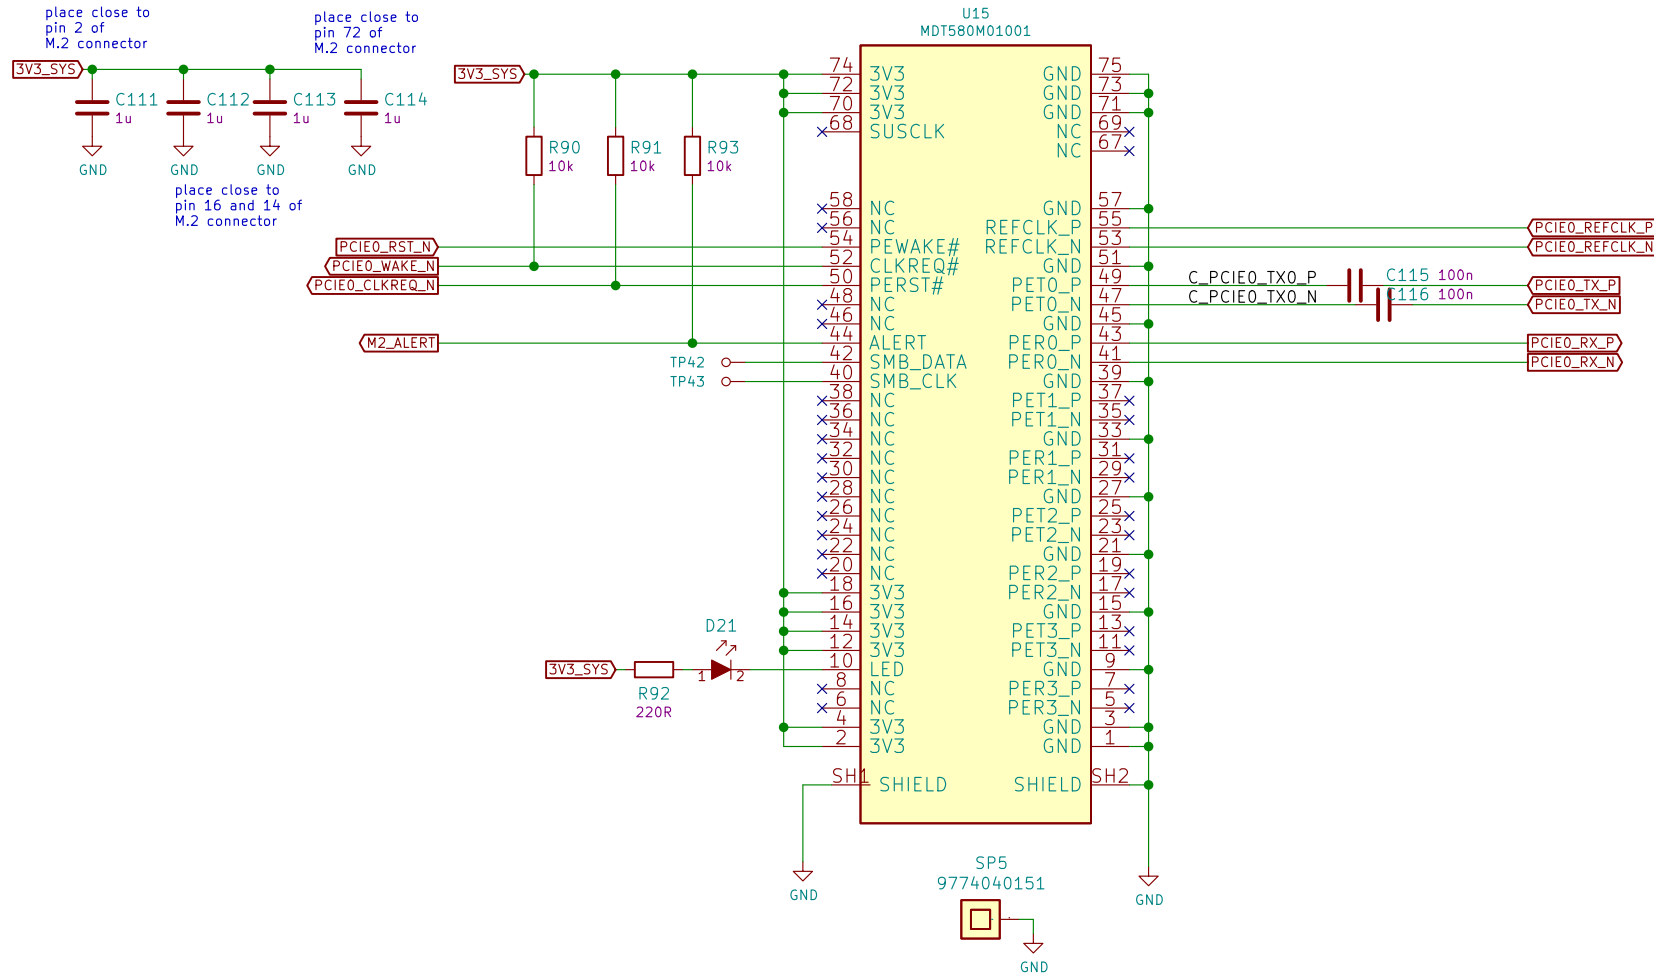 place close to
pin 2 of
M.2 connector
place close to
pin 72 of
M.2 connector
3V3_SYS
C111
1u
C112
1u
C113
1u
C114
1u
GND
GND
GND
GND
place close to
pin 16 and 14 of
M.2 connector
3V3_SYS
R90
10k
R91
10k
R93
10k
PCIE0_RST_N
PCIE0_WAKE_N
PCIE0_CLKREQ_N
M2_ALERT
TP42
TP43
3V3_SYS
R92
220R
D21
1
2
U15
MDT580M01001
74 3V3
72 3V3
70 3V3
68 SUSCLK
58 NC
56 NC
54 PEWAKE#
52 CLKREQ#
50 PERST#
48 NC
46 NC
44 ALERT
42 SMB_DATA
40 SMB_CLK
38 NC
36 NC
34 NC
32 NC
30 NC
28 NC
26 NC
24 NC
22 NC
20 NC
18 3V3
16 3V3
14 3V3
12 3V3
10 LED
8 NC
6 NC
4 3V3
2 3V3
SH1 SHIELD
GND 75
GND 73
GND 71
NC 69
NC 67
GND 57
REFCLK_P 55
REFCLK_N 53
GND 51
PET0_P 49
PET0_N 47
GND 45
PER0_P 43
PER0_N 41
GND 39
PET1_P 37
PET1_N 35
GND 33
PER1_P 31
PER1_N 29
GND 27
PET2_P 25
PET2_N 23
GND 21
PER2_P 19
PER2_N 17
GND 15
PET3_P 13
PET3_N 11
GND 9
PER3_P 7
PER3_N 5
GND 3
GND 1
SHIELD SH2
PCIE0_REFCLK_P
PCIE0_REFCLK_N
C_PCIE0_TX0_P
C115 100n
PCIE0_TX_P
C_PCIE0_TX0_N
C116 100n
PCIE0_TX_N
PCIE0_RX_P
PCIE0_RX_N
GND
GND
SP5
9774040151
GND